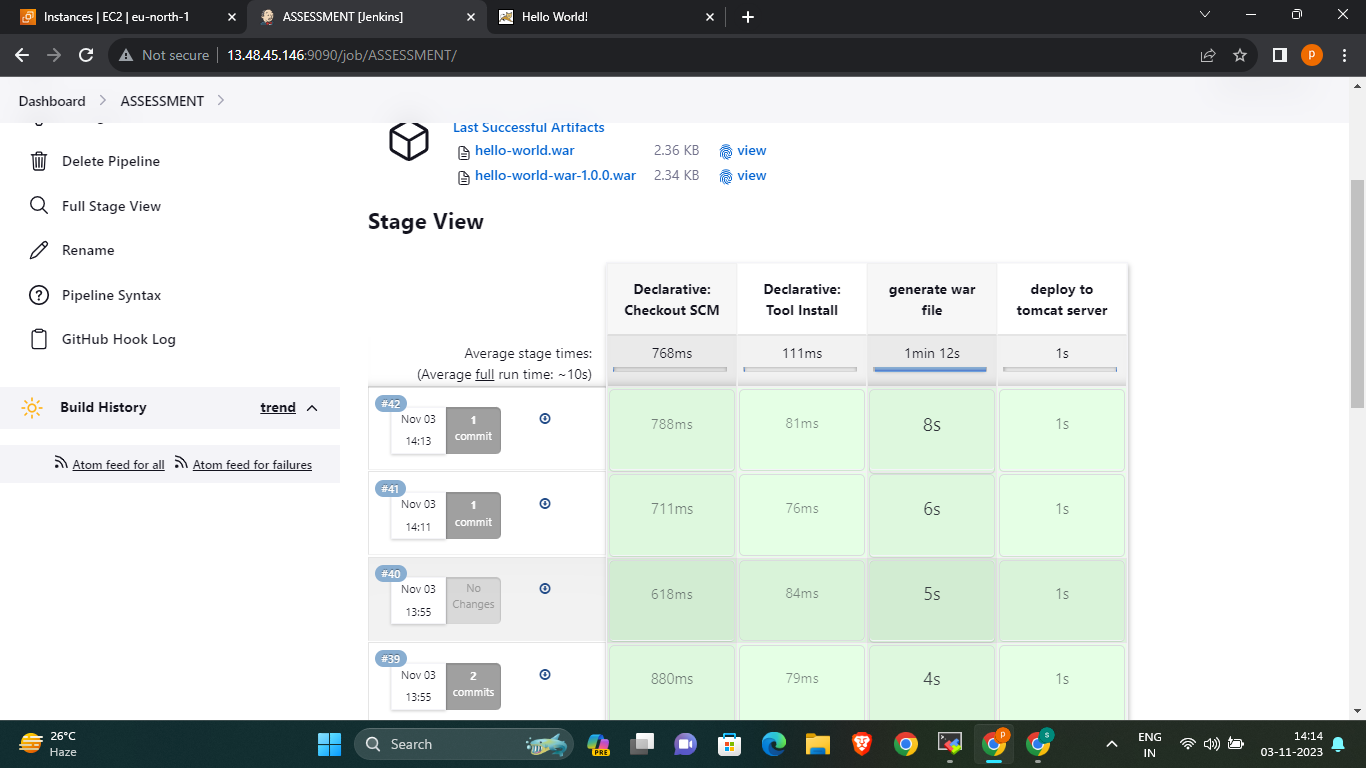 Instances | EC2 | eu-north-1
ASSESSMENT [Jenkins]
Hello World!
Not secure
13.48.45.146:9090/job/ASSESSMENT/
P
Dashboard
ASSESSMENT
Delete Pipeline
Full Stage View
Rename
Pipeline Syntax
GitHub Hook Log
Build History
trend
Atom feed for all
Atom feed for failures
Last Successful Artifacts
hello-world.war 2.36 KB view
hello-world-war-1.0.0.war 2.34 KB view
Stage View
Declarative: Declarative: generate war deploy to
Checkout SCM Tool Install file tomcat server
Average stage times: 768ms 111ms 1min 12s 1s
(Average full run time: ~10s)
#42
Nov 03 1
14:13 commit
788ms 81ms 8s 1s
#41
Nov 03 1
14:11 commit
711ms 76ms 6s 1s
#40
Nov 03 No
13:55 Changes
618ms 84ms 5s 1s
#39
Nov 03 2
13:55 commits
880ms 79ms 4s 1s
26°C
Haze
Search
PRE
P
S
ENG
IN
14:14
03-11-2023